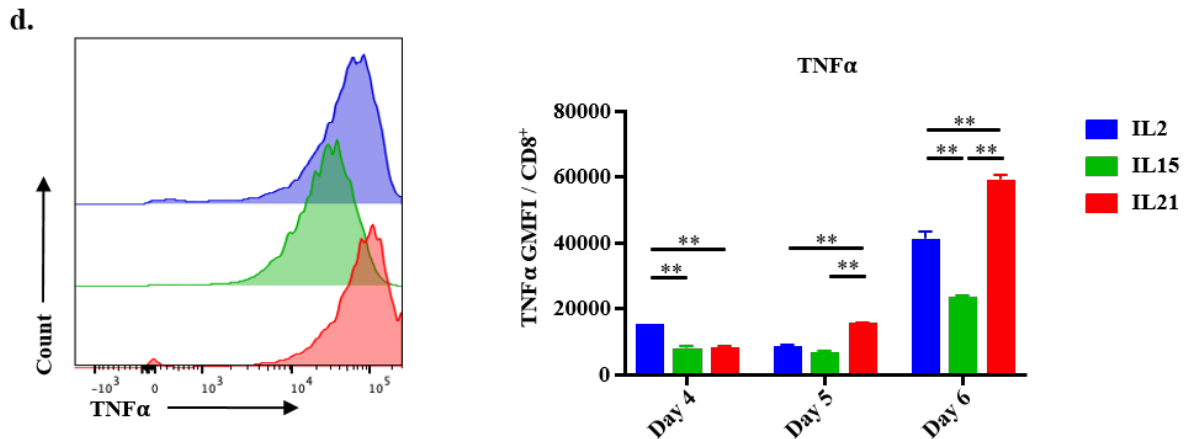 d.
Count
-10³ 0 10³ 10⁴ 10⁵
TNFα
TNFα
TNFα GMFI / CD8⁺
80000
60000
40000
20000
0
** **
** **
** ** **
Day 4 Day 5 Day 6
IL2
IL15
IL21